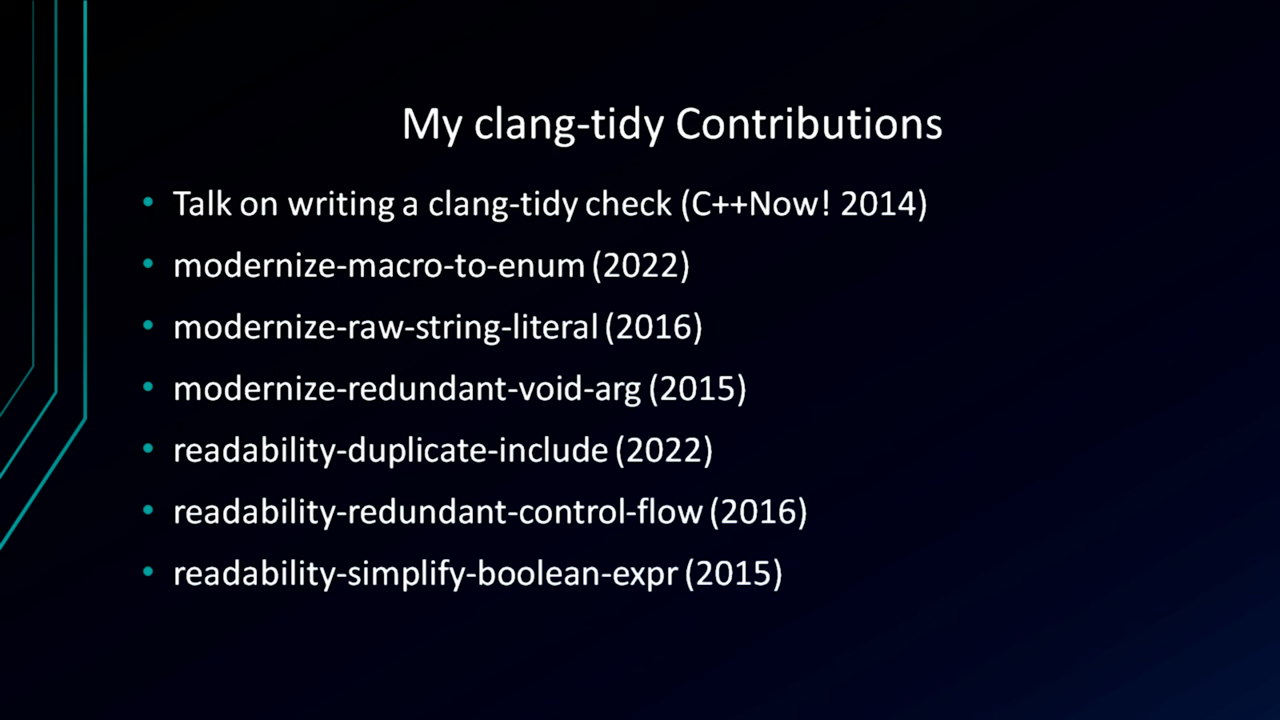 My clang-tidy Contributions
• Talk on writing a clang-tidy check (C++Now! 2014)
• modernize-macro-to-enum (2022)
• modernize-raw-string-literal (2016)
• modernize-redundant-void-arg (2015)
• readability-duplicate-include (2022)
• readability-redundant-control-flow (2016)
• readability-simplify-boolean-expr (2015)